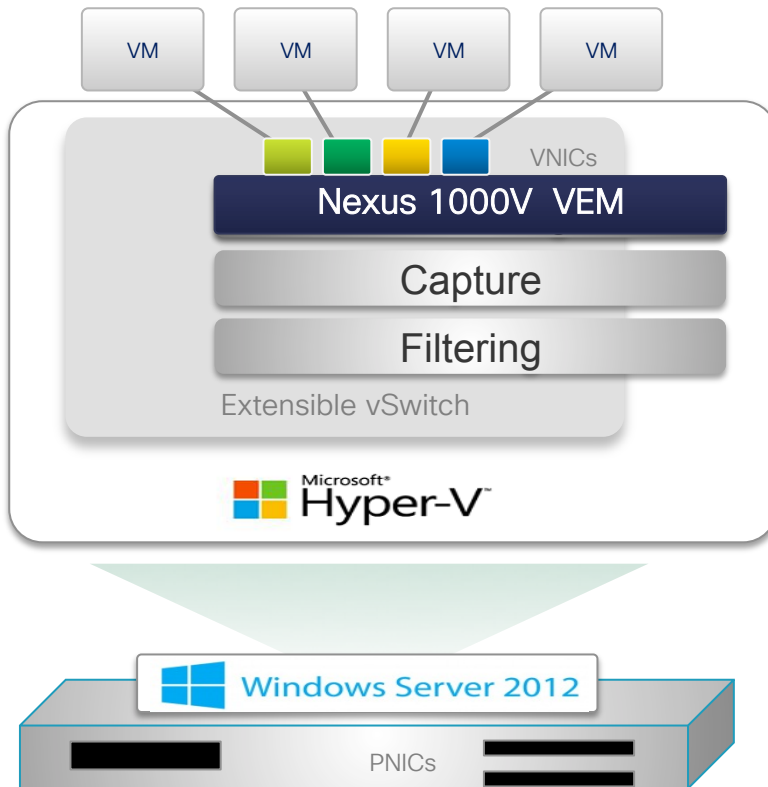 VM VM VM VM
VNICs
Nexus 1000V VEM
Capture
Filtering
Extensible vSwitch
Microsoft®
Hyper-V™
Windows Server 2012
PNICs